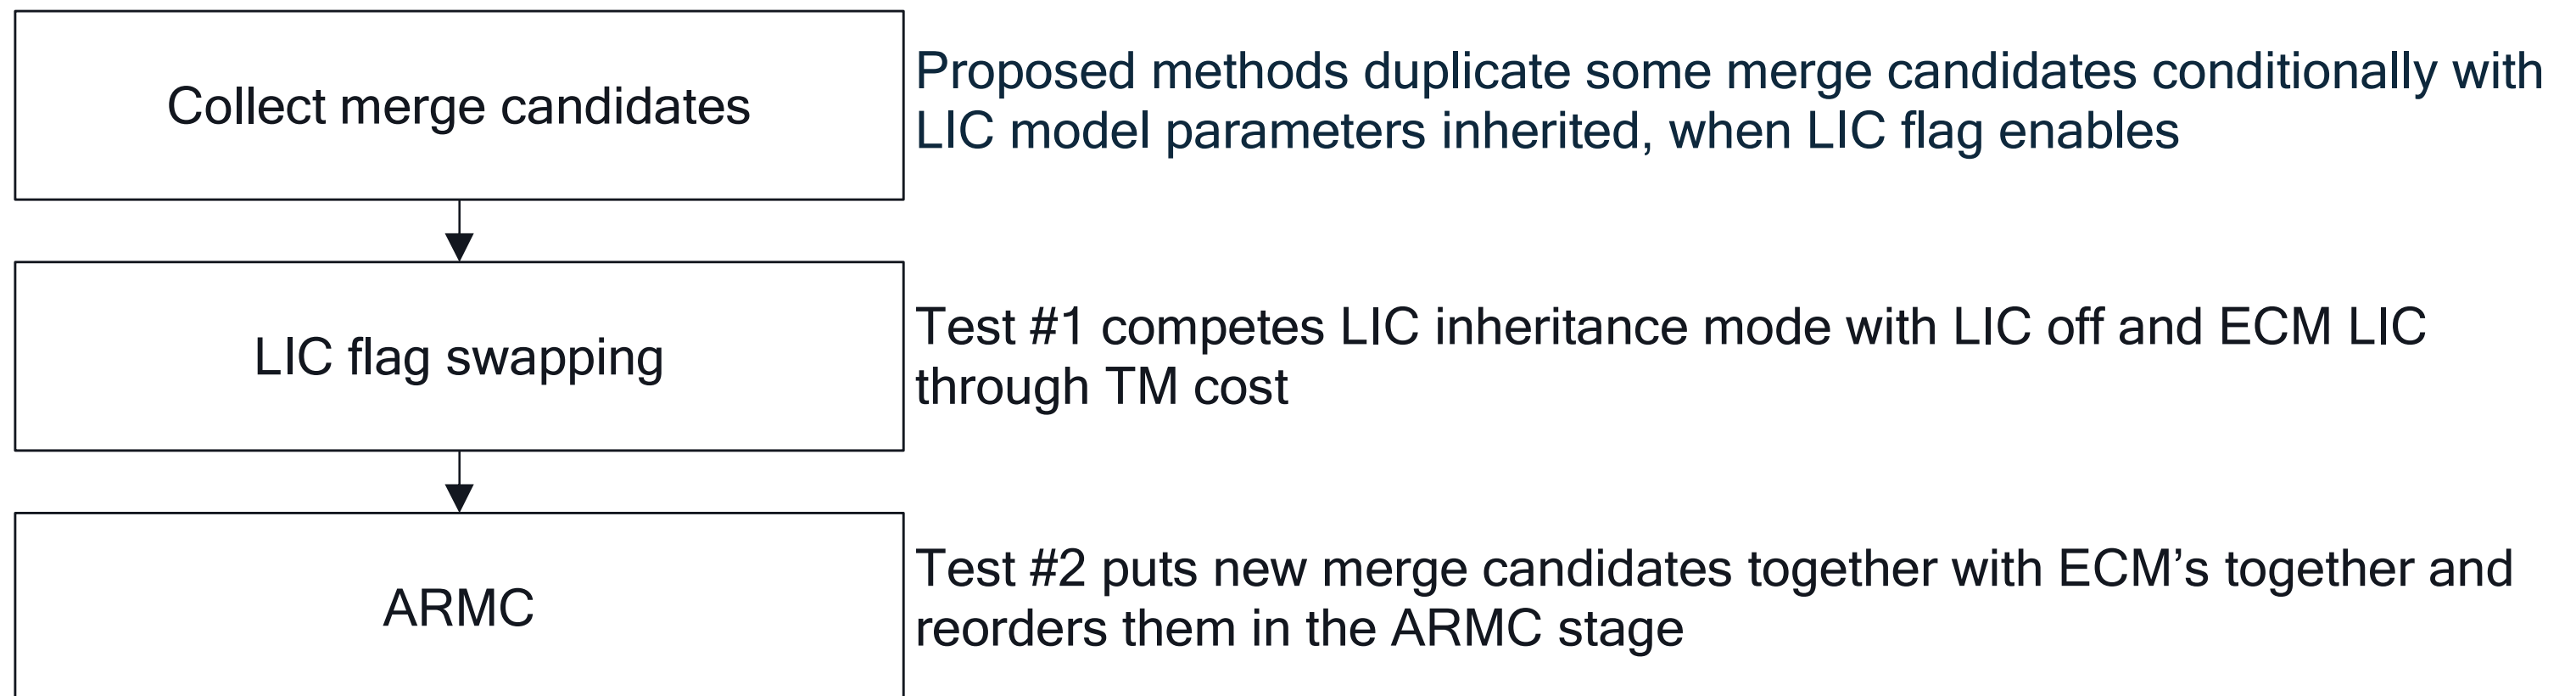 Collect merge candidates
Proposed methods duplicate some merge candidates conditionally with
LIC model parameters inherited, when LIC flag enables
LIC flag swapping
Test #1 competes LIC inheritance mode with LIC off and ECM LIC
through TM cost
ARMC
Test #2 puts new merge candidates together with ECM’s together and
reorders them in the ARMC stage